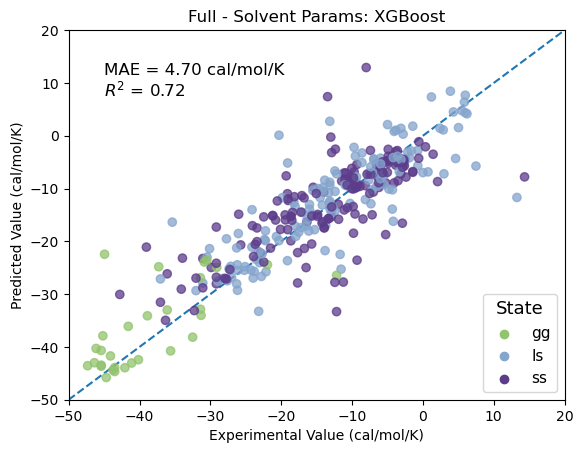 Full - Solvent Params: XGBoost
20
10
0
−10
−20
−30
−40
−50
Predicted Value (cal/mol/K)
MAE = 4.70 cal/mol/K
R² = 0.72
State
gg
ls
ss
−50 −40 −30 −20 −10 0 10 20
Experimental Value (cal/mol/K)